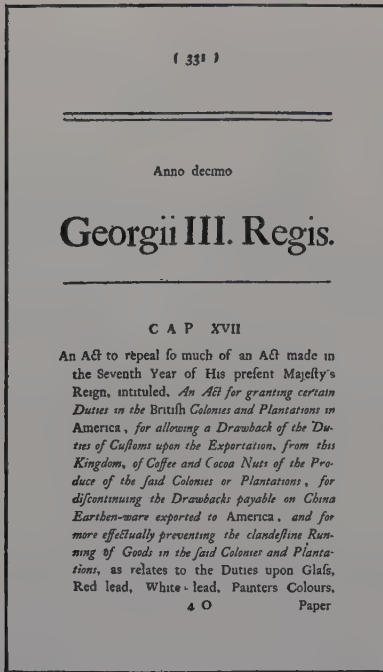 ( 331 )
Anno decimo
Georgii III. Regis.
C A P XVII
An Act to repeal ſo much of an Act made in
the Seventh Year of His preſent Majeſty's
Reign, intituled, An Act for granting certain
Duties in the Britiſh Colonies and Plantations in
America, for allowing a Drawback of the Du-
ties of Cuſtoms upon the Exportation, from this
Kingdom, of Coffee and Cocoa Nuts of the Pro-
duce of the ſaid Colonies or Plantations, for
diſcontinuing the Drawbacks payable on China
Earthen-ware exported to America, and for
more effectually preventing the clandeſtine Run-
ning of Goods in the ſaid Colonies and Planta-
tions, as relates to the Duties upon Glaſs,
Red lead, White-lead, Painters Colours,
4 O Paper